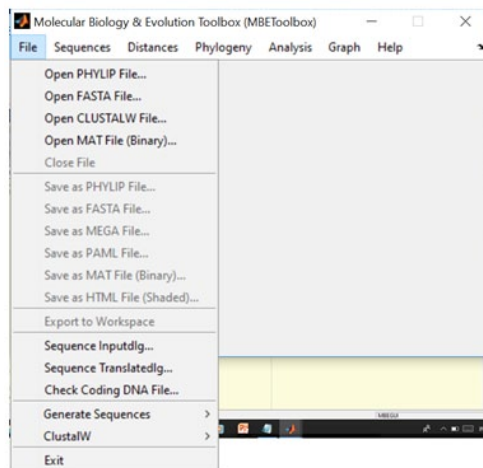 Molecular Biology & Evolution Toolbox (MBEToolbox)
File Sequences Distances Phylogeny Analysis Graph Help
Open PHYLIP File...
Open FASTA File...
Open CLUSTALW File...
Open MAT File (Binary)...
Close File
Save as PHYLIP File...
Save as FASTA File...
Save as MEGA File...
Save as PAML File...
Save as MAT File (Binary)...
Save as HTML File (Shaded)...
Export to Workspace
Sequence Inputdlg...
Sequence Translatedlg...
Check Coding DNA File...
Generate Sequences
ClustalW
Exit